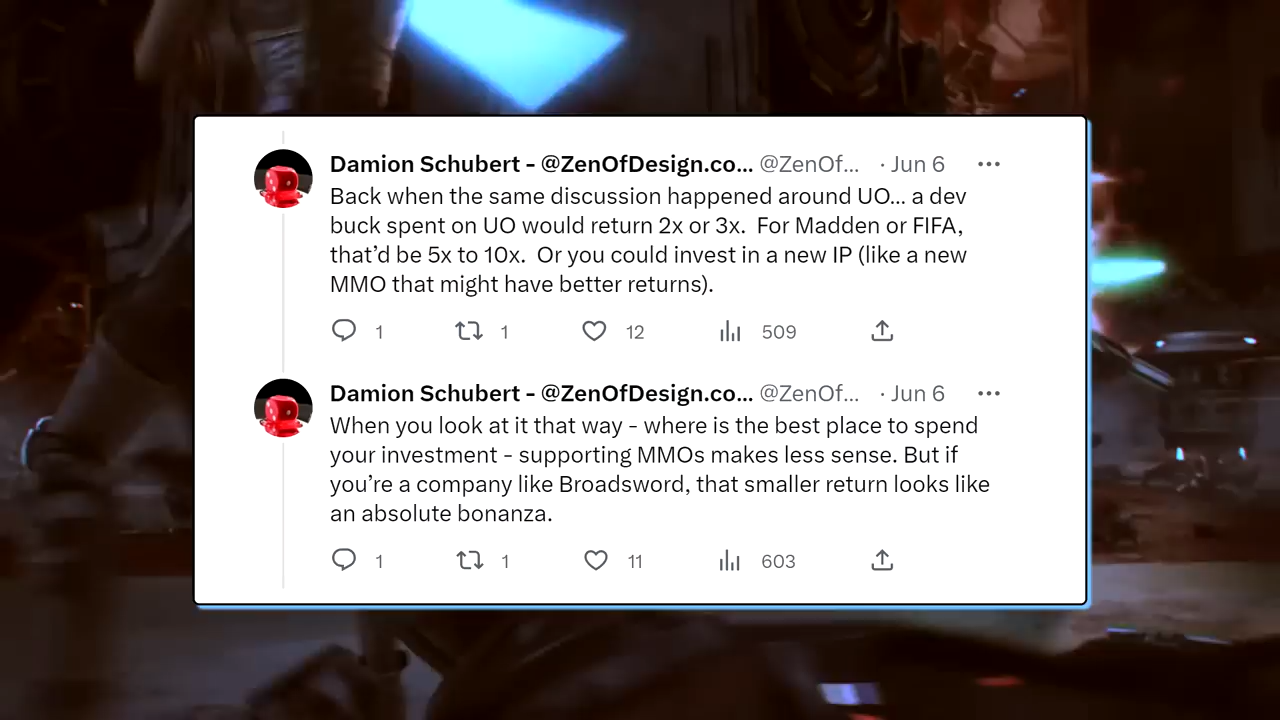 Damion Schubert - @ZenOfDesign.co... @ZenOf... · Jun 6 ...
Back when the same discussion happened around UO... a dev
buck spent on UO would return 2x or 3x.  For Madden or FIFA,
that’d be 5x to 10x.  Or you could invest in a new IP (like a new
MMO that might have better returns).
1 1 12 509
Damion Schubert - @ZenOfDesign.co... @ZenOf... · Jun 6 ...
When you look at it that way - where is the best place to spend
your investment - supporting MMOs makes less sense. But if
you’re a company like Broadsword, that smaller return looks like
an absolute bonanza.
1 1 11 603